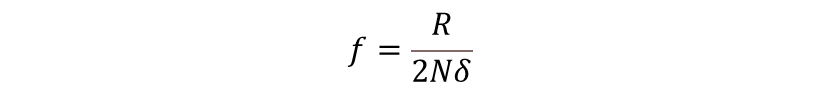 f = R / 2Nδ